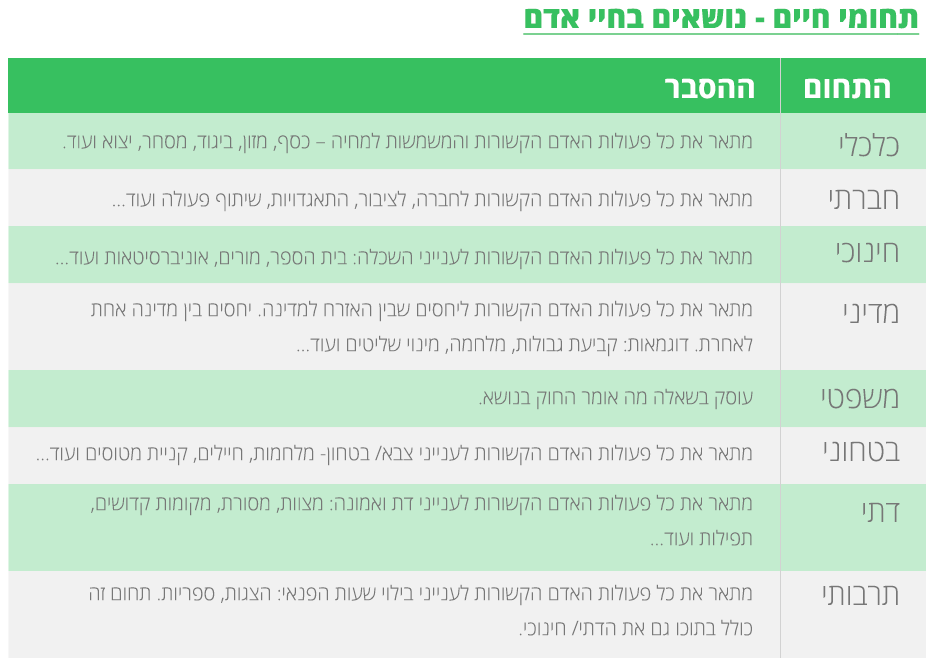 תחומי חיים - נושאים בחיי אדם
התחום ההסבר
כלכלי מתאר את כל פעולות האדם הקשורות והמשמשות למחיה – כסף, מזון, ביגוד, מסחר, יצוא ועוד.
חברתי מתאר את כל פעולות האדם הקשורות לחברה, לציבור, התאגדויות, שיתוף פעולה ועוד...
חינוכי מתאר את כל פעולות האדם הקשורות לענייני השכלה: בית הספר, מורים, אוניברסיטאות ועוד...
מדיני מתאר את כל פעולות האדם הקשורות ליחסים שבין האזרח למדינה. יחסים בין מדינה אחת
לאחרת. דוגמאות: קביעת גבולות, מלחמה, מינוי שליטים ועוד...
משפטי עוסק בשאלה מה אומר החוק בנושא.
בטחוני מתאר את כל פעולות האדם הקשורות לענייני צבא/ בטחון- מלחמות, חיילים, קניית מטוסים ועוד...
דתי מתאר את כל פעולות האדם הקשורות לענייני דת ואמונה: מצוות, מסורת, מקומות קדושים,
תפילות ועוד...
תרבותי מתאר את כל פעולות האדם הקשורות לענייני בילוי שעות הפנאי: הצגות, ספריות. תחום זה
כולל בתוכו גם את הדתי/ חינוכי.